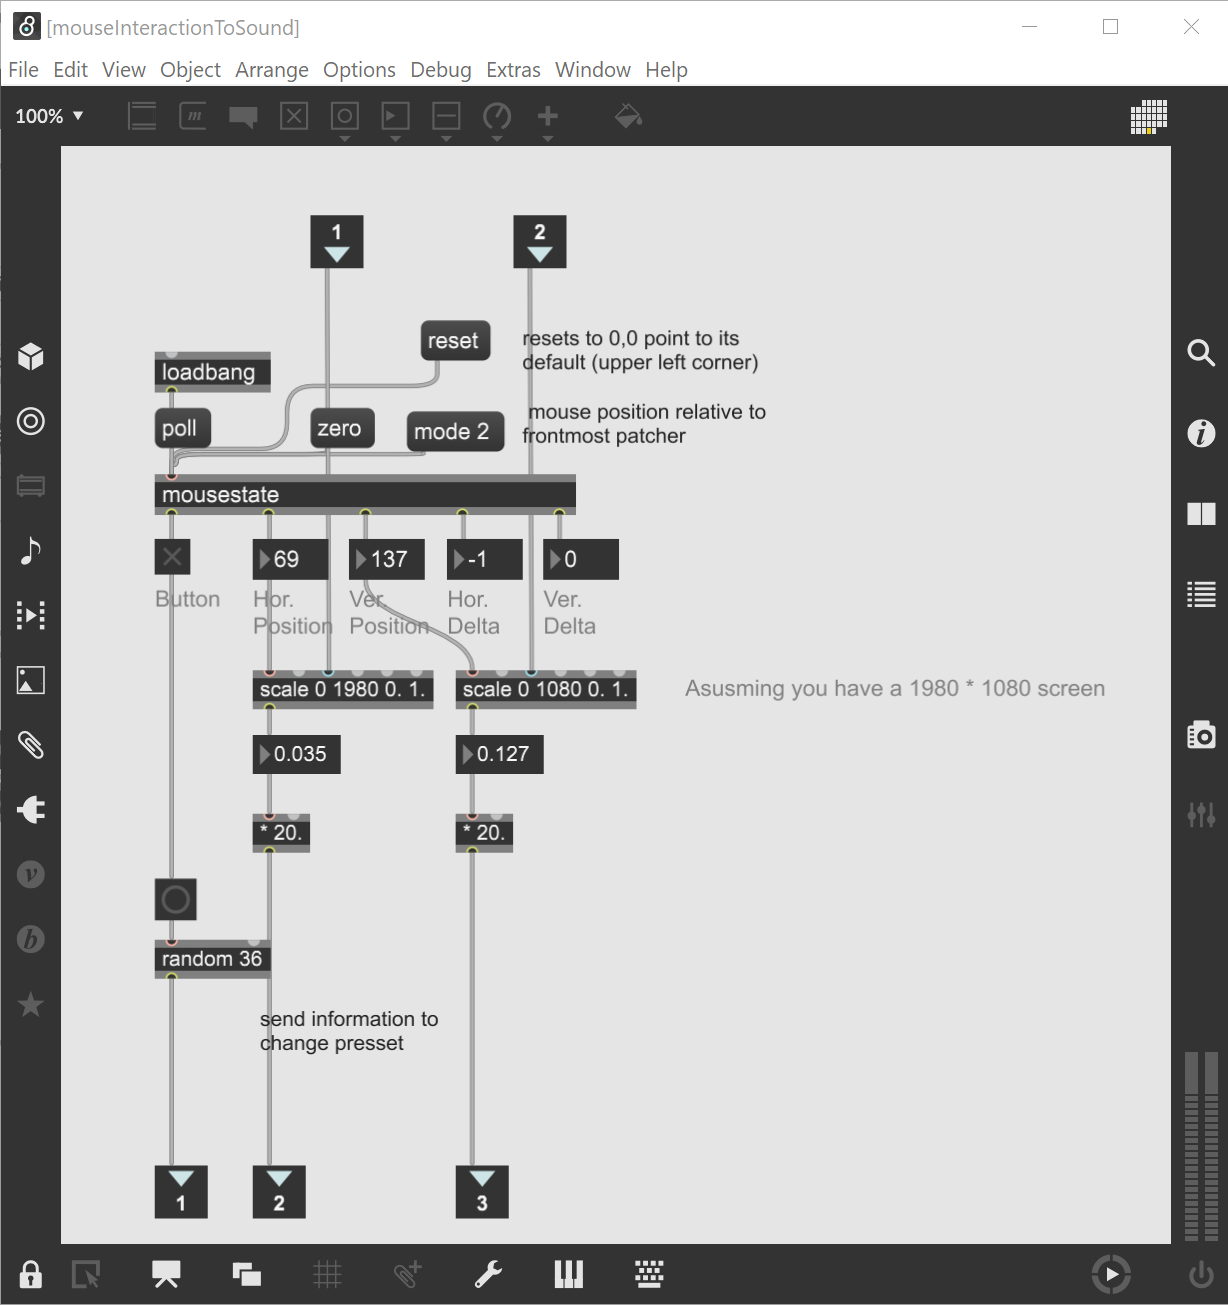 [mouseInteractionToSound]
File Edit View Object Arrange Options Debug Extras Window Help
100%
m
1
2
reset
resets to 0,0 point to its
default (upper left corner)
loadbang
poll
zero
mode 2
mouse position relative to
frontmost patcher
mousestate
69
137
-1
0
Button
Hor.
Position
Ver.
Position
Hor.
Delta
Ver.
Delta
scale 0 1980 0. 1.
scale 0 1080 0. 1.
Asusming you have a 1980 * 1080 screen
0.035
0.127
* 20.
* 20.
random 36
send information to
change presset
1
2
3
i
v
b